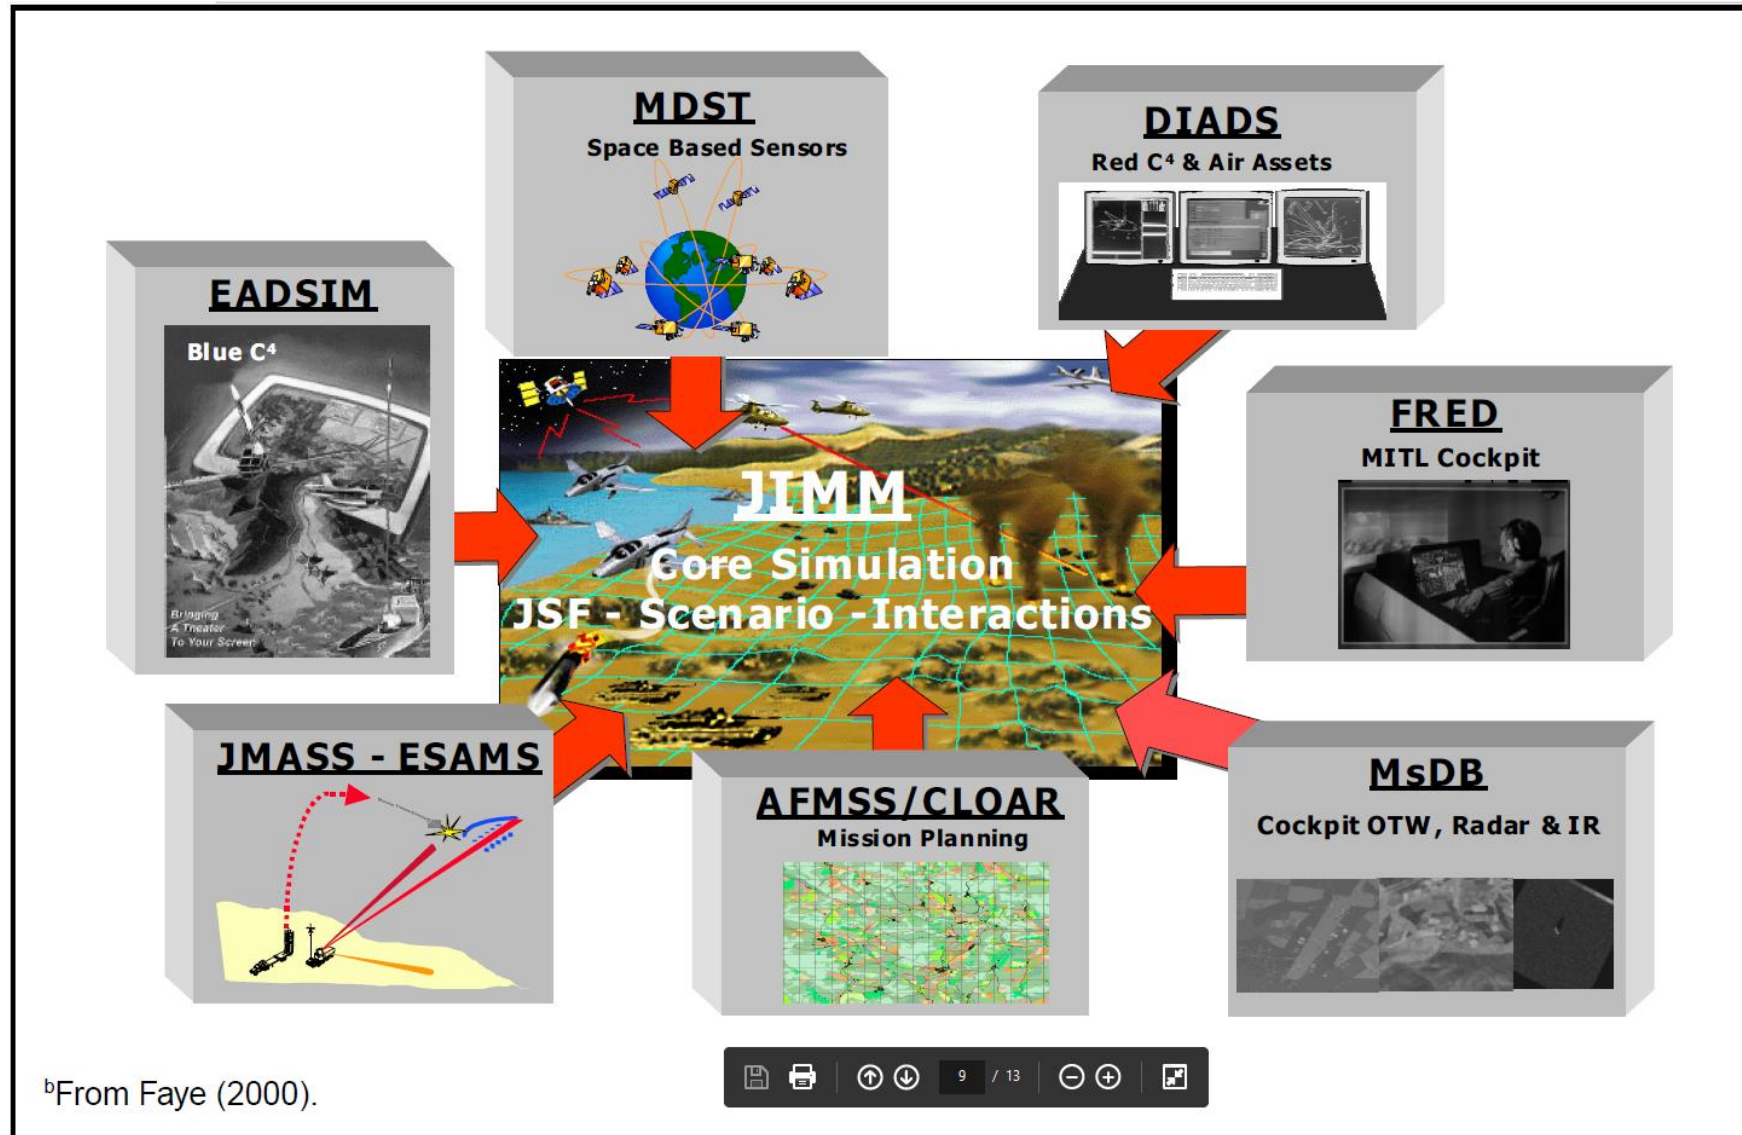 MDST
Space Based Sensors
DIADS
Red C⁴ & Air Assets
EADSIM
Blue C⁴
Bringing
A Theater
To Your Screen
FRED
MITL Cockpit
JIMM
Core Simulation
JSF - Scenario -Interactions
JMASS - ESAMS
AFMSS/CLOAR
Mission Planning
MsDB
Cockpit OTW, Radar & IR
ᵇFrom Faye (2000).
9 / 13